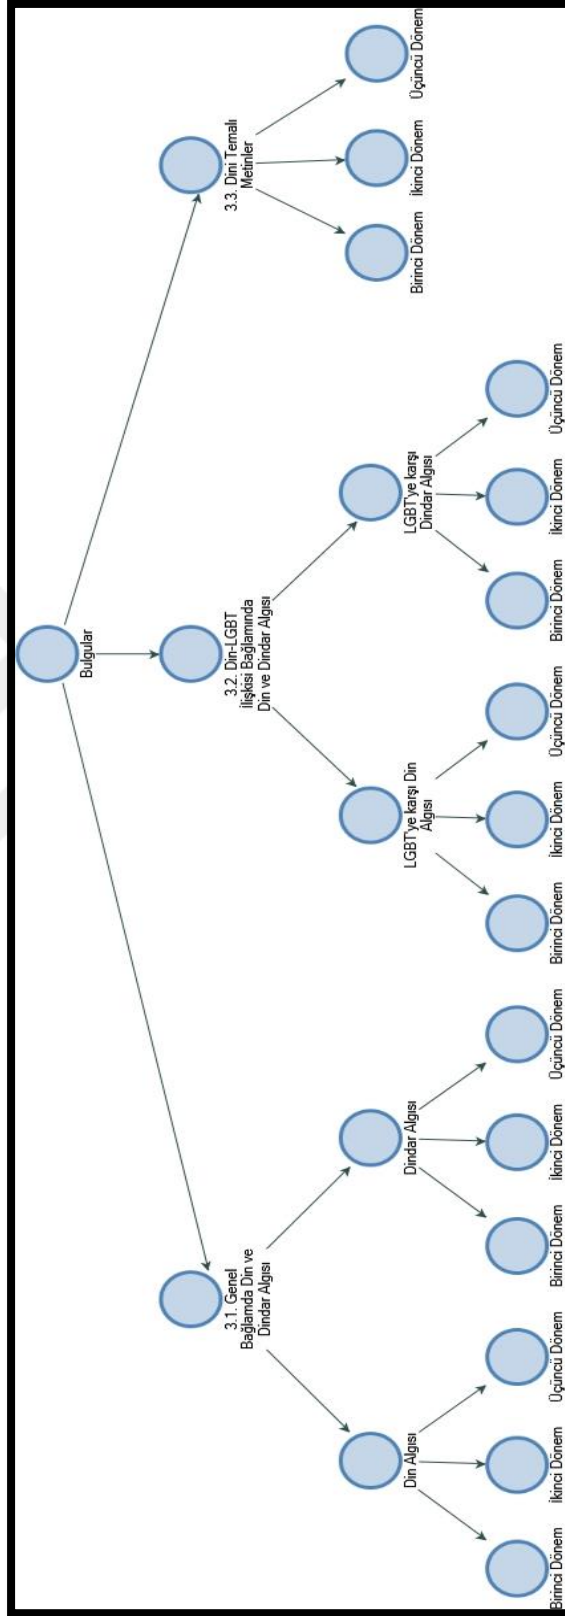 Bulgular
3.1. Genel
Bağlamda Din ve
Dindar Algısı
3.2. Din-LGBT
ilişkisi Bağlamında
Din ve Dindar Algısı
3.3. Dini Temalı
Metinler
Din Algısı
Dindar Algısı
LGBT'ye karşı Din
Algısı
LGBT'ye karşı
Dindar Algısı
Birinci Dönem
İkinci Dönem
Üçüncü Dönem
Birinci Dönem
İkinci Dönem
Üçüncü Dönem
Birinci Dönem
İkinci Dönem
Üçüncü Dönem
Birinci Dönem
İkinci Dönem
Üçüncü Dönem
Birinci Dönem
İkinci Dönem
Üçüncü Dönem